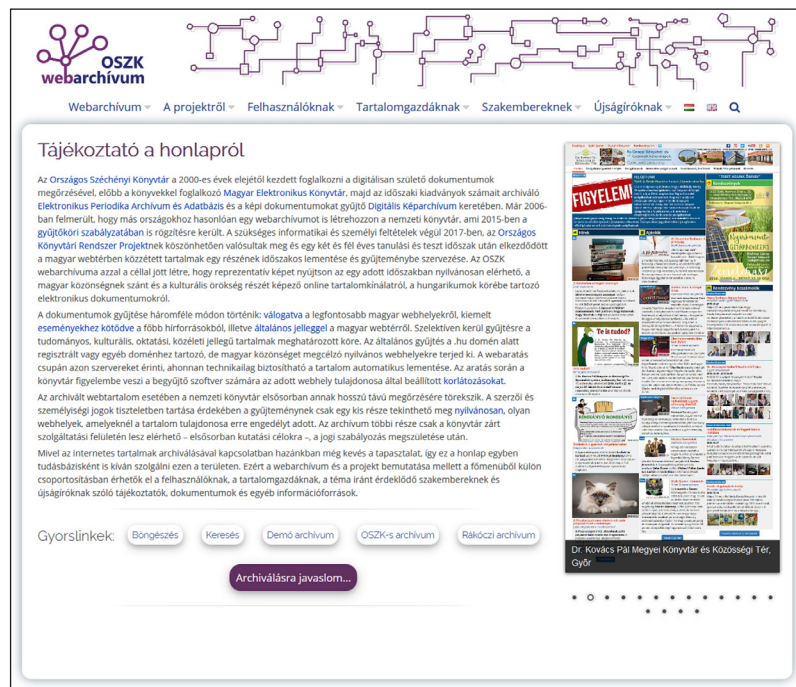 OSZK
webarchívum
Webarchívum A projektről Felhasználóknak Tartalomgazdáknak Szakembereknek Újságíróknak
Tájékoztató a honlapról
Az Országos Széchényi Könyvtár a 2000-es évek elejétől kezdett foglalkozni a digitálisan születő dokumentumok
megőrzésével, előbb a könyvekkel foglalkozó Magyar Elektronikus Könyvtár, majd az időszaki kiadványok számait archiváló
Elektronikus Periodika Archívum és Adatbázis és a képi dokumentumokat gyűjtő Digitális Képarchívum keretében. Már 2006-
ban felmerült, hogy más országokhoz hasonlóan egy webarchívumot is létrehozzon a nemzeti könyvtár, ami 2015-ben a
gyűjtőköri szabályzatában is rögzítésre került. A szükséges informatikai és személyi feltételek végül 2017-ben, az Országos
Könyvtári Rendszer Projektnek köszönhetően valósultak meg és egy két és fél éves tanulási és teszt időszak után elkezdődött
a magyar webtérben közzétett tartalmak egy részének időszakos lementése és gyűjteménybe szervezése. Az OSZK
webarchívuma azzal a céllal jött létre, hogy reprezentatív képet nyújtson az egy adott időszakban nyilvánosan elérhető, a
magyar közönségnek szánt és a kulturális örökség részét képező online tartalomkínálatról, a hungarikumok körébe tartozó
elektronikus dokumentumokról.
A dokumentumok gyűjtése háromféle módon történik: válogatva a legfontosabb magyar webhelyekről, kiemelt
eseményekhez kötődve a főbb hírforrásokból, illetve általános jelleggel a magyar webtérről. Szelektíven kerül gyűjtésre a
tudományos, kulturális, oktatási, közéleti jellegű tartalmak meghatározott köre. Az általános gyűjtés a .hu domén alatt
regisztrált vagy egyéb doménhez tartozó, de magyar közönséget megcélzó nyilvános webhelyekre terjed ki. A webaratás
csupán azon szervereket érinti, ahonnan technikailag biztosítható a tartalom automatikus lementése. Az aratás során a
könyvtár figyelembe veszi a begyűjtő szoftverek számára az adott webhely tulajdonosa által beállított korlátozásokat.
Az archivált webtartalom esetében a nemzeti könyvtár elsősorban annak hosszú távú megőrzésére törekszik. A szerzői és
személyiségi jogok tiszteletben tartása érdekében a gyűjteménynek csak egy kis része tekinthető meg nyilvánosan, olyan
webhelyek, amelyeknél a tartalom tulajdonosa erre engedélyt adott. Az archívum többi része csak a könyvtár zárt
szolgáltatási felületén lesz elérhető – elsősorban kutatási célokra –, a jogi szabályozás megszületése után.
Mivel az internetes tartalmak archiválásával kapcsolatban hazánkban még kevés a tapasztalat, így ez a honlap egyben
tudásbázisként is kíván szolgálni ezen a területen. Ezért a webarchívum és a projekt bemutatása mellett a főmenüből külön
csoportosításban érhetők el a felhasználóknak, a tartalomgazdáknak, a téma iránt érdeklődő szakembereknek és
újságíróknak szóló tájékoztatók, dokumentumok és egyéb információforrások.
Gyorslinkek: Böngészés Keresés Demó archívum OSZK-s archívum Rákóczi archívum
Archiválásra javaslom...
FIGYELEM!
Te is tudod?
Dr. Kovács Pál Megyei Könyvtár és Közösségi Tér,
Győr